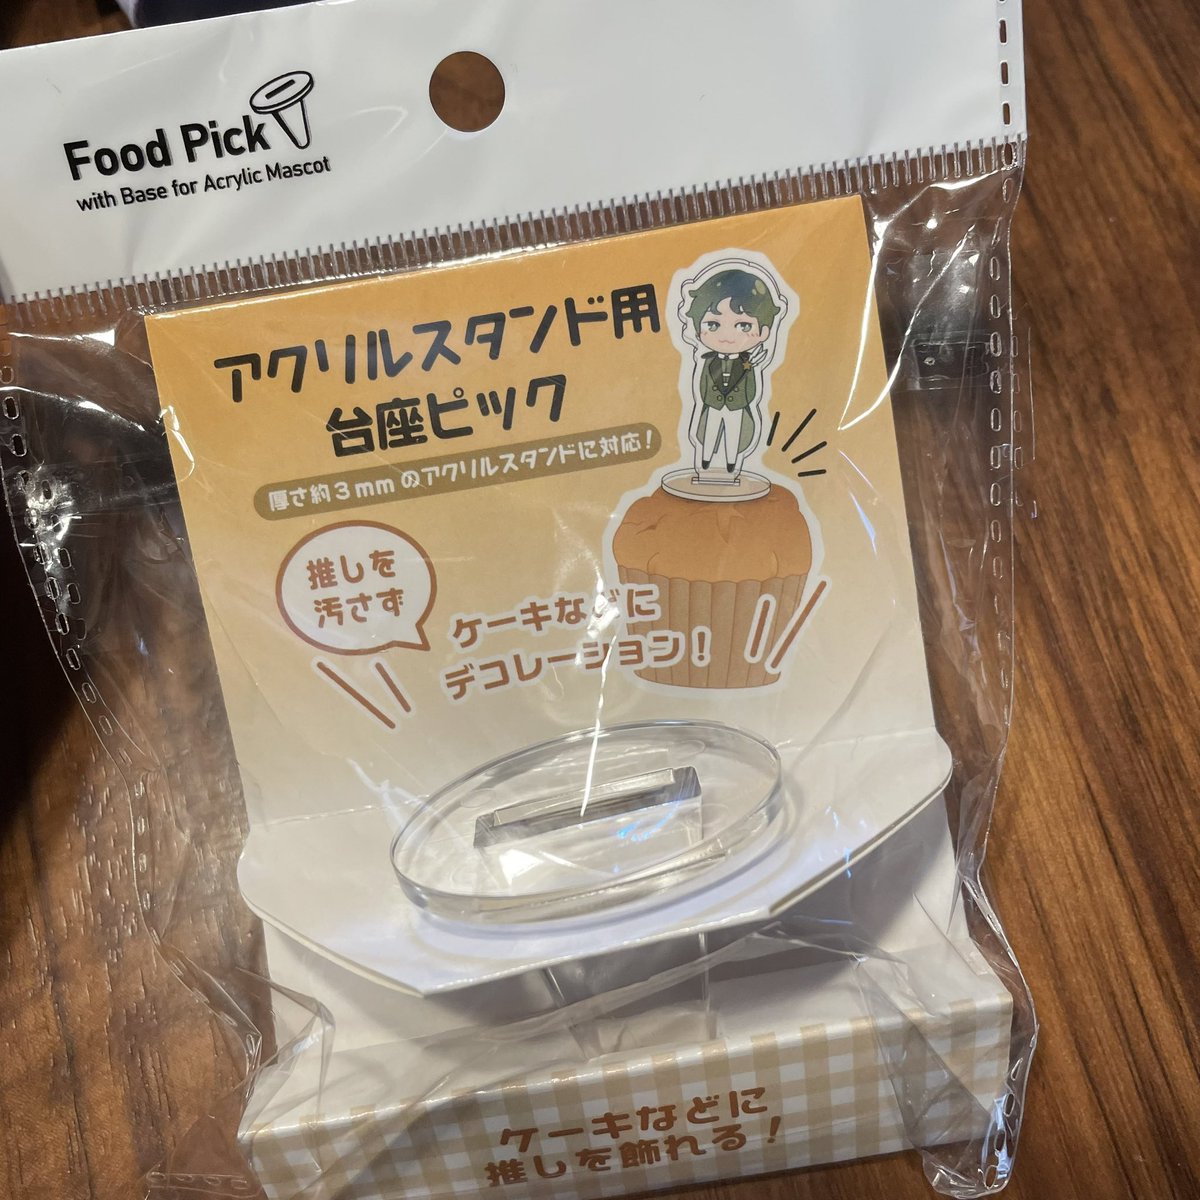 Food Pick
with Base for Acrylic Mascot
アクリルスタンド用
台座ピック
厚さ約3mmのアクリルスタンドに対応!
推しを
汚さず
ケーキなどに
デコレーション!
ケーキなどに
推しを飾れる!